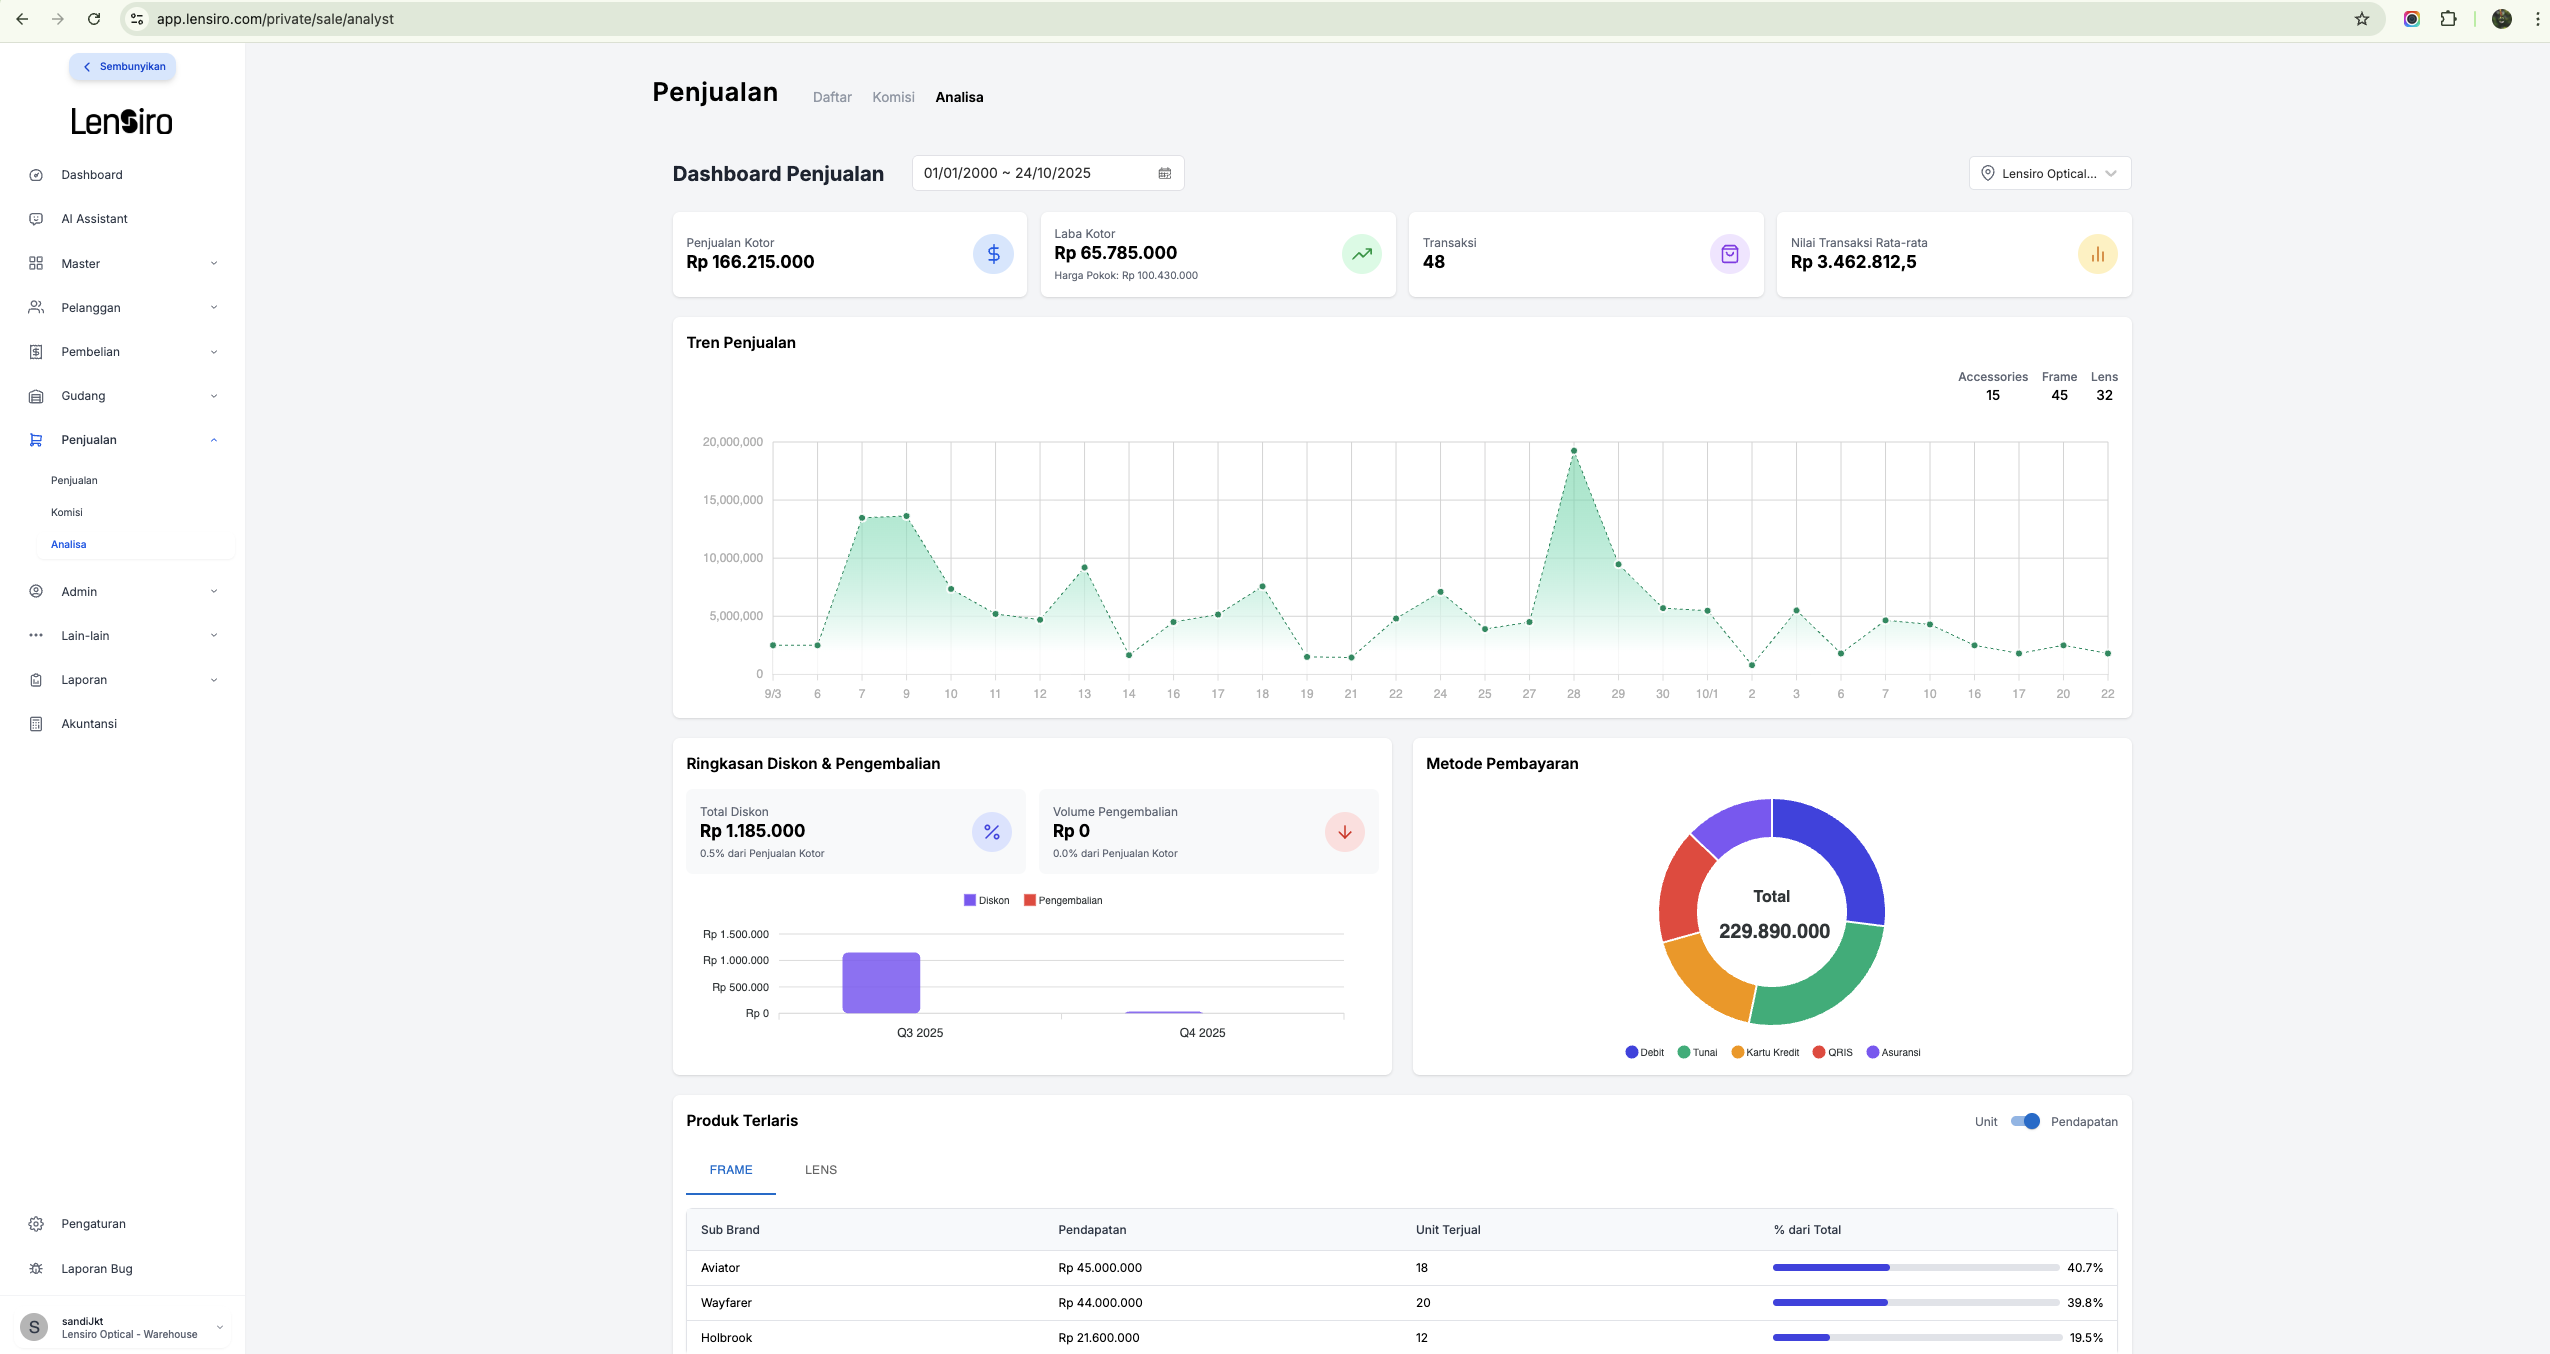 app.lensiro.com/private/sale/analyst
Sembunyikan
Lensiro
Dashboard
AI Assistant
Master
Pelanggan
Pembelian
Gudang
Penjualan
Penjualan
Komisi
Analisa
Admin
Lain-lain
Laporan
Akuntansi
Pengaturan
Laporan Bug
S
sandiJkt
Lensiro Optical - Warehouse
Penjualan Daftar Komisi Analisa
Dashboard Penjualan 01/01/2000 ~ 24/10/2025 Lensiro Optical...
Penjualan Kotor
Rp 166.215.000
Laba Kotor
Rp 65.785.000
Harga Pokok: Rp 100.430.000
Transaksi
48
Nilai Transaksi Rata-rata
Rp 3.462.812,5
Tren Penjualan
Accessories Frame Lens
15 45 32
20,000,000
15,000,000
10,000,000
5,000,000
0
9/3 6 7 9 10 11 12 13 14 16 17 18 19 21 22 24 25 27 28 29 30 10/1 2 3 6 7 10 16 17 20 22
Ringkasan Diskon & Pengembalian
Total Diskon
Rp 1.185.000
0.5% dari Penjualan Kotor
Volume Pengembalian
Rp 0
0.0% dari Penjualan Kotor
Diskon Pengembalian
Rp 1.500.000
Rp 1.000.000
Rp 500.000
Rp 0
Q3 2025 Q4 2025
Metode Pembayaran
Total
229.890.000
Debit Tunai Kartu Kredit QRIS Asuransi
Produk Terlaris
Unit Pendapatan
FRAME LENS
Sub Brand Pendapatan Unit Terjual % dari Total
Aviator Rp 45.000.000 18 40.7%
Wayfarer Rp 44.000.000 20 39.8%
Holbrook Rp 21.600.000 12 19.5%